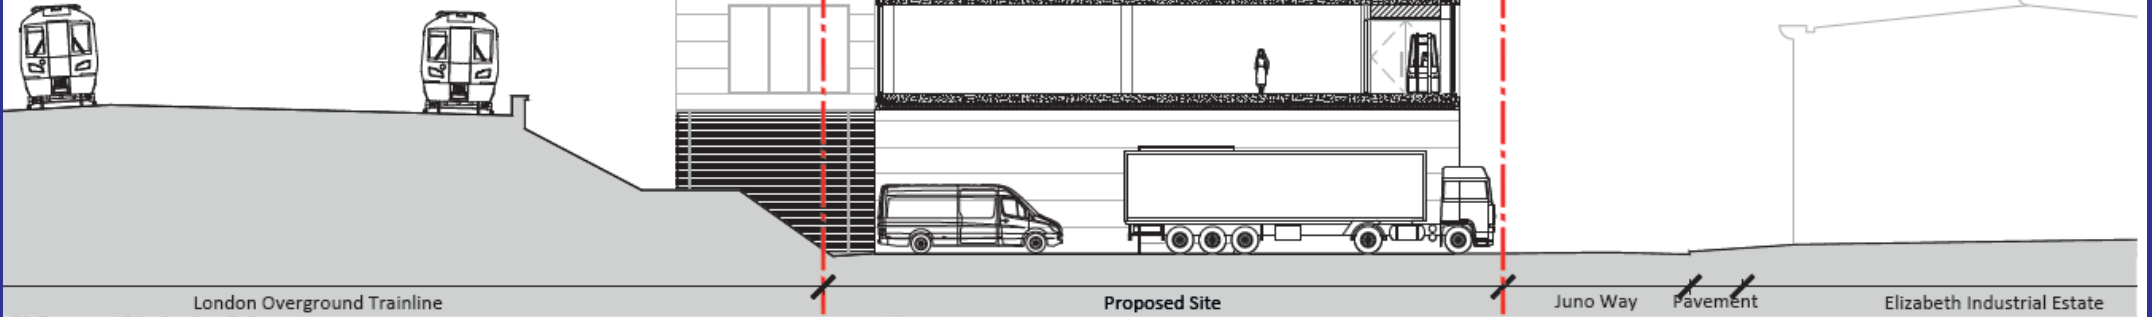 London Overground Trainline
Proposed Site
Juno Way
Pavement
Elizabeth Industrial Estate